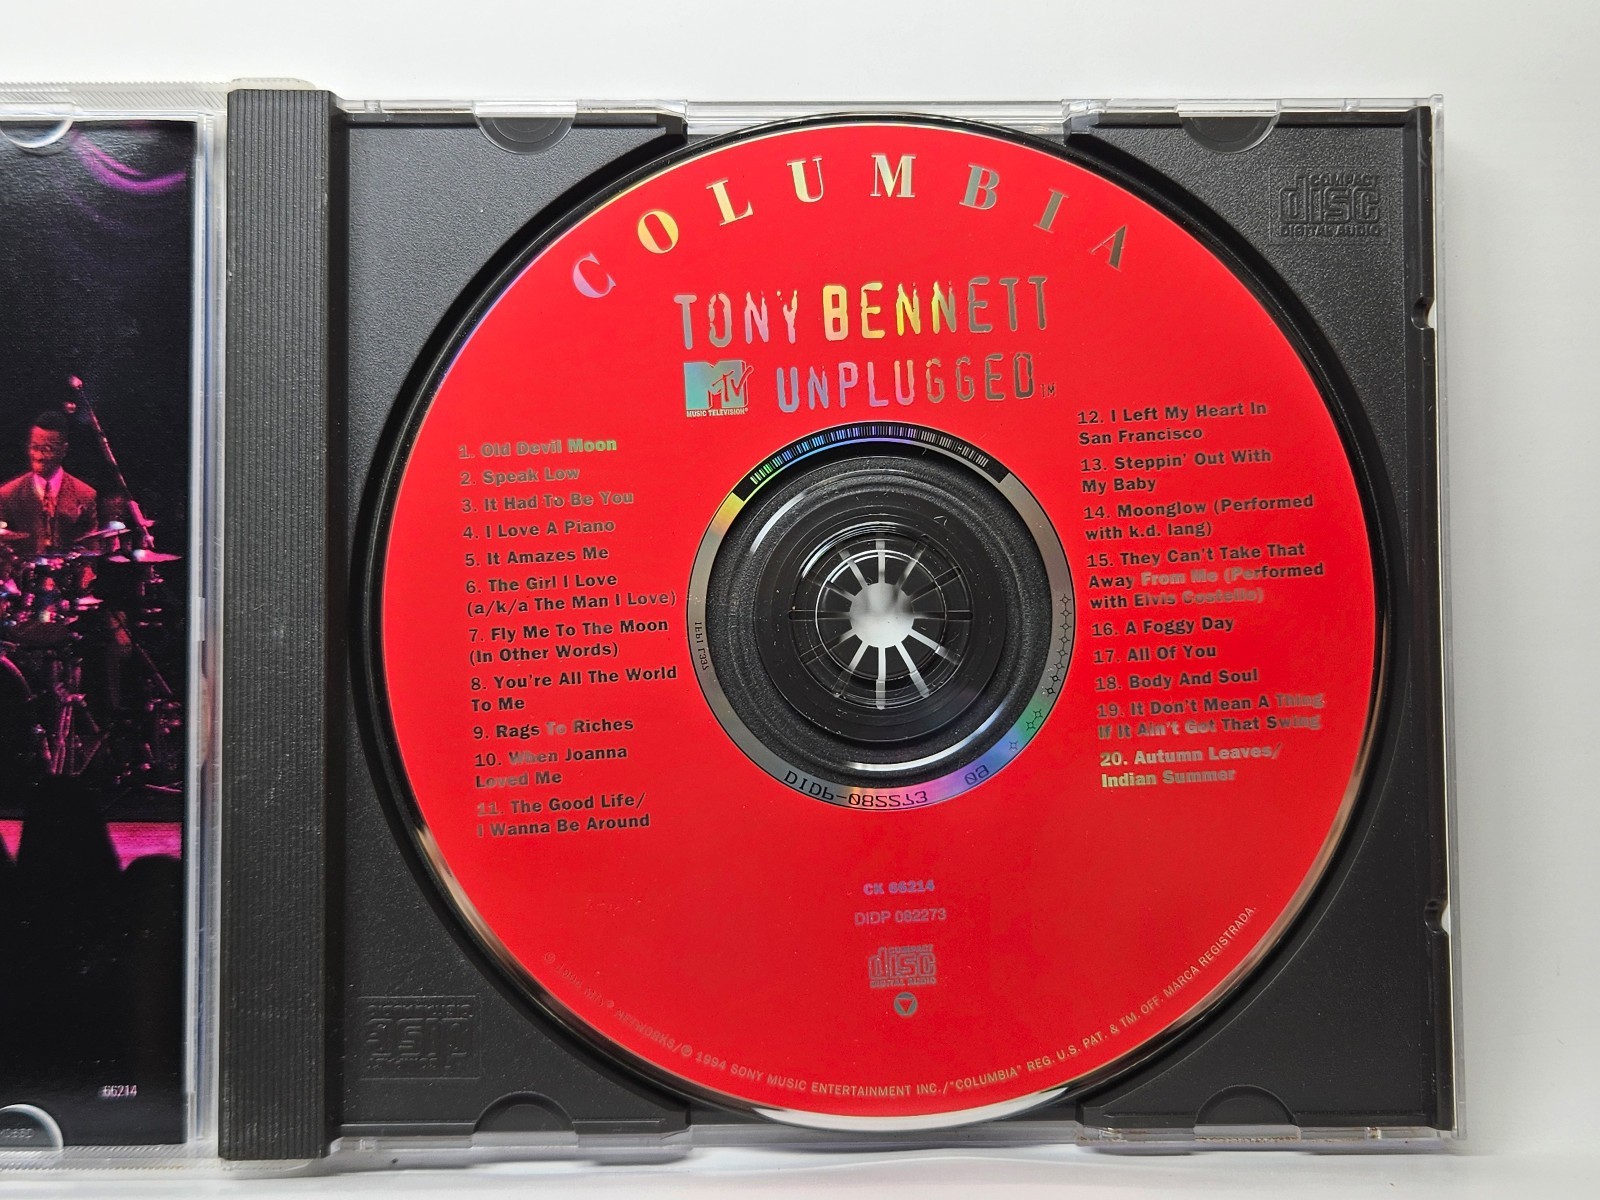 COLUMBIA
TONY BENNETT
MTV UNPLUGGED™
MUSIC TELEVISION®
1. Old Devil Moon
2. Speak Low
3. It Had To Be You
4. I Love A Piano
5. It Amazes Me
6. The Girl I Love
(a/k/a The Man I Love)
7. Fly Me To The Moon
(In Other Words)
8. You're All The World
To Me
9. Rags To Riches
10. When Joanna
Loved Me
11. The Good Life/
I Wanna Be Around
12. I Left My Heart In
San Francisco
13. Steppin' Out With
My Baby
14. Moonglow (Performed
with k.d. lang)
15. They Can't Take That
Away From Me (Performed
with Elvis Costello)
16. A Foggy Day
17. All Of You
18. Body And Soul
19. It Don't Mean A Thing
If It Ain't Got That Swing
20. Autumn Leaves/
Indian Summer
DIDP-082273 03
CK 66214
DIDP 082273
COMPACT
disc
DIGITAL AUDIO
NETWORKS/℗ 1994 SONY MUSIC ENTERTAINMENT INC./"COLUMBIA" REG. U.S. PAT. & TM. OFF. MARCA REGISTRADA.
COMPACT
disc
DIGITAL AUDIO
66214